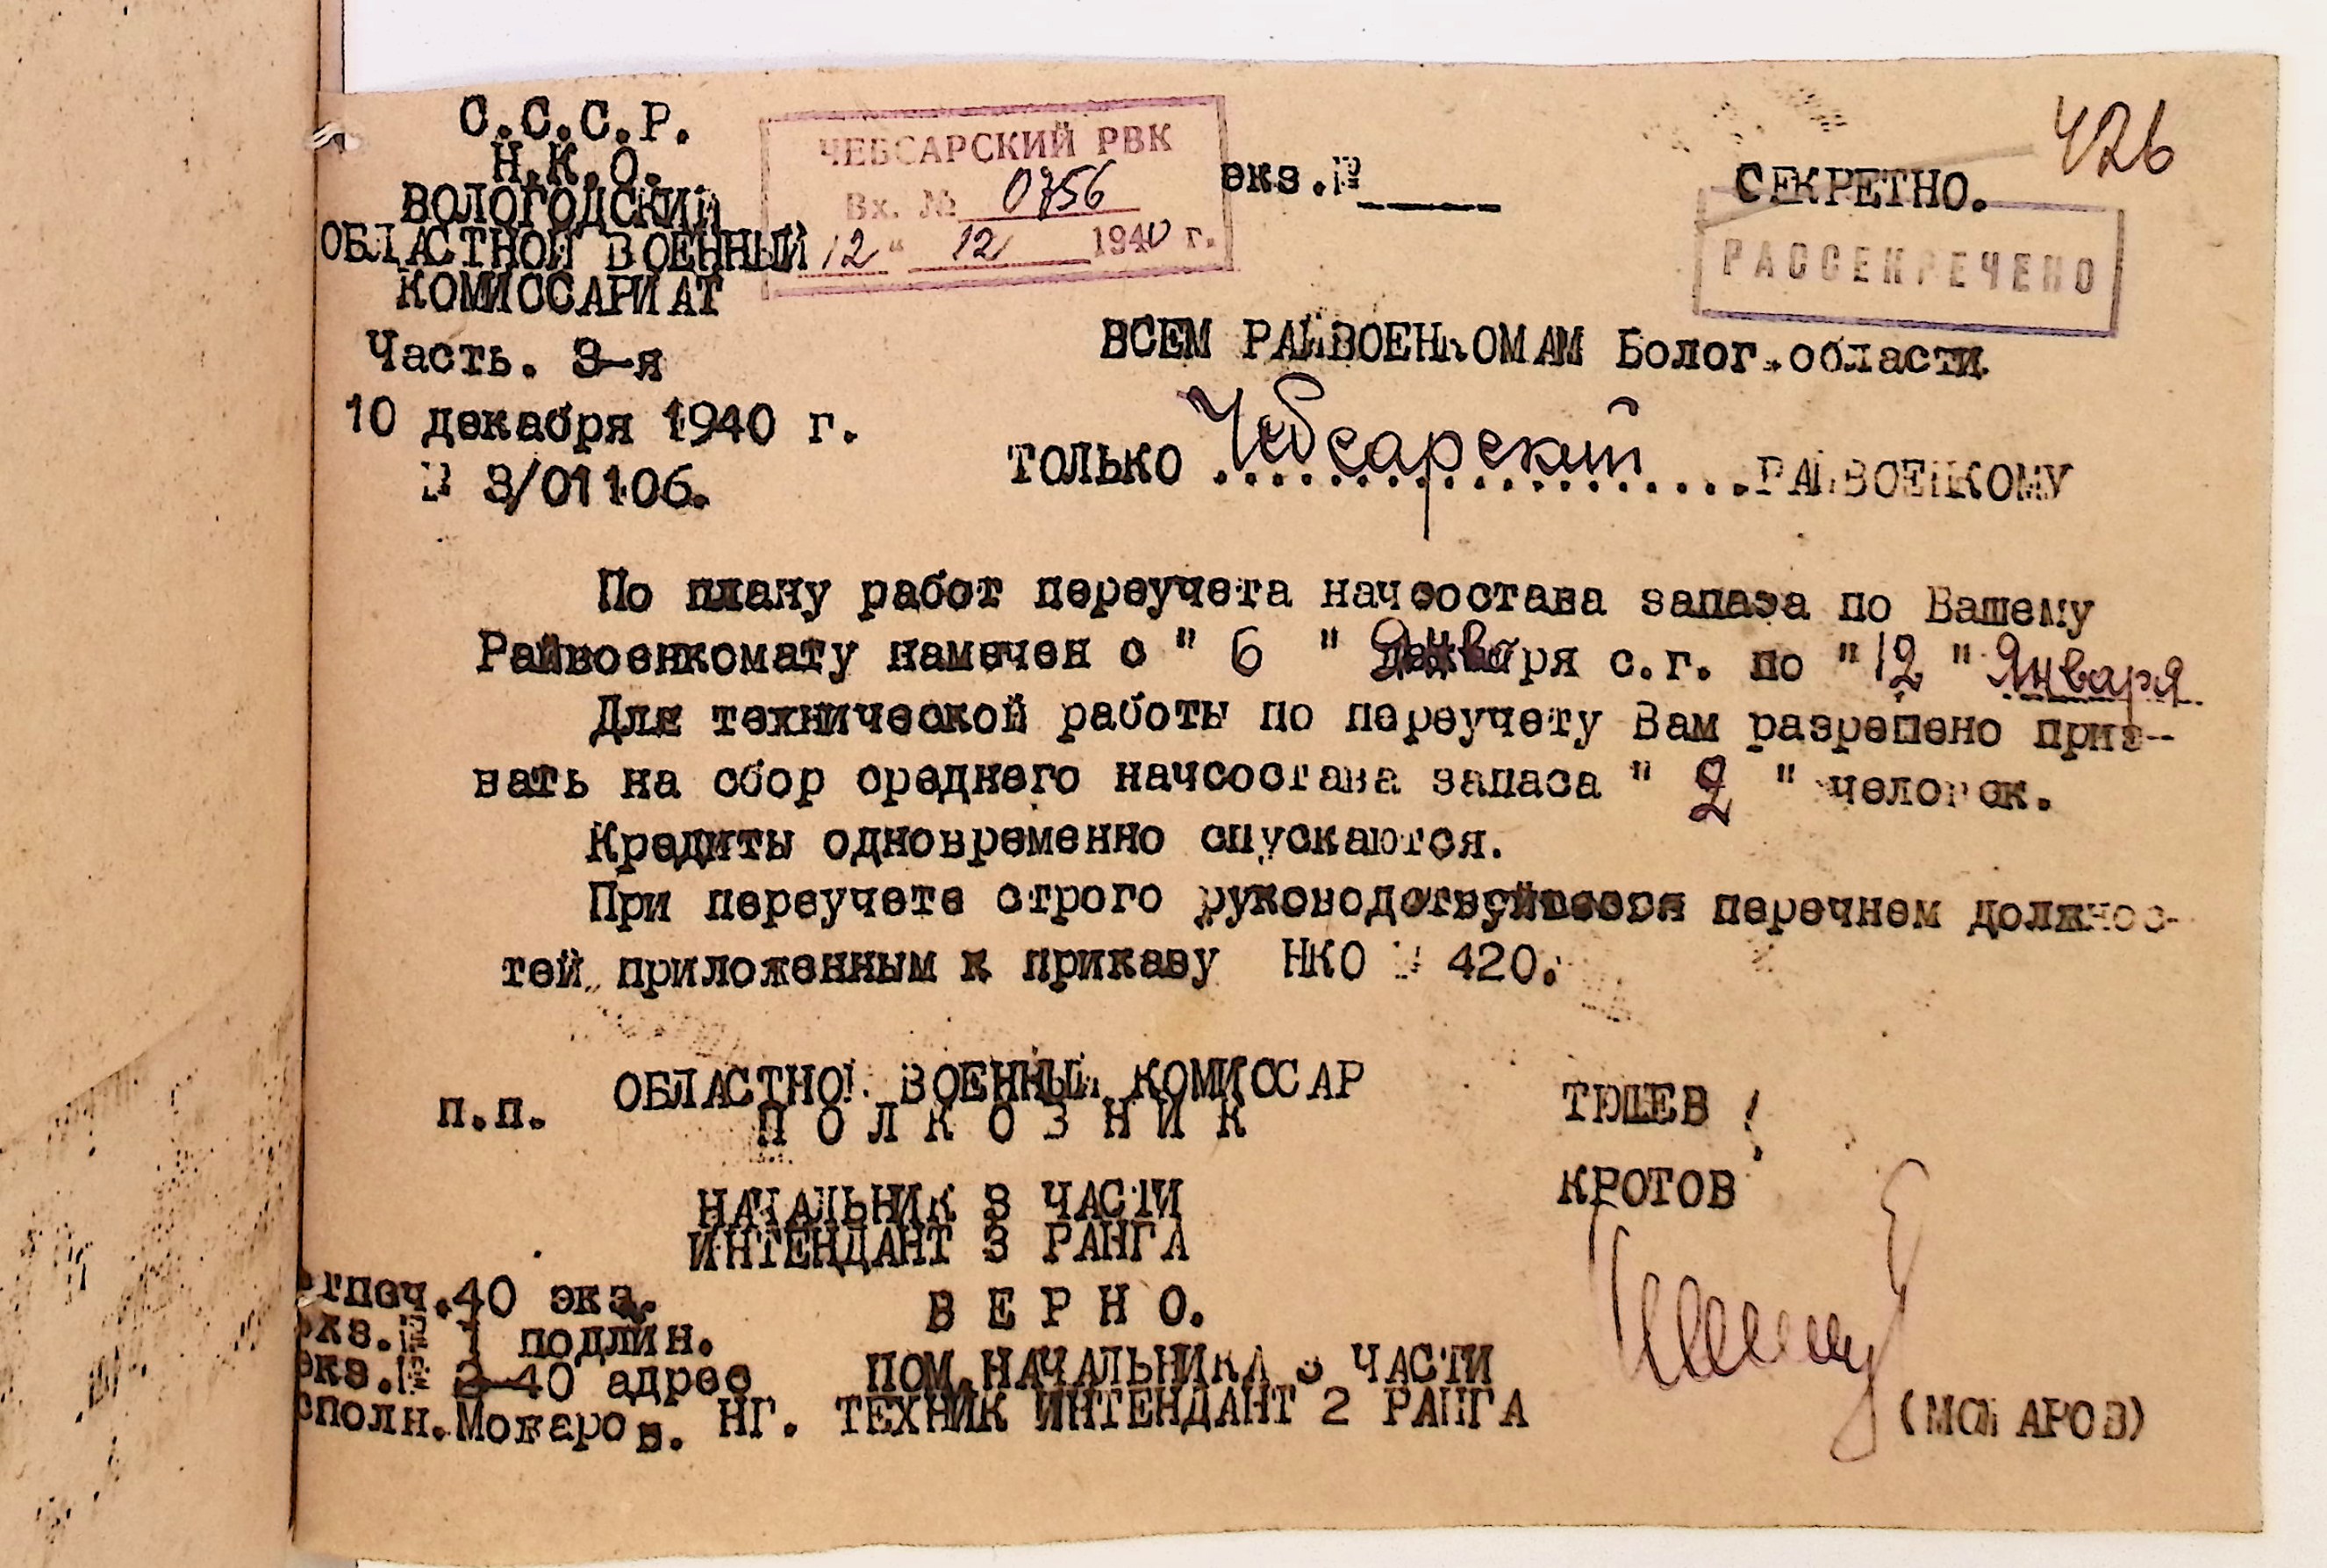 С.С.С.Р.
Н.К.О.
ВОЛОГОДСКИЙ
ОБЛАСТНОЙ ВОЕННЫЙ
КОМИССАРИАТ
Часть. 3-я
10 декабря 1940 г.
№ 3/01106.
ЧЕБСАРСКИЙ РВК
Вх. № 0756
12 " 12 1940 г.
экз.№
426
СЕКРЕТНО.
РАССЕКРЕЧЕНО
ВСЕМ РАЙВОЕНКОМАМ Волог.области.
ТОЛЬКО Чебсарский РАЙВОЕНКОМУ
По плану работ переучета начсостава запаса по Вашему
Райвоенкомату намечен с " 6 " января с.г. по " 12 " Января
Для технической работы по переучету Вам разрешено приз-
вать на сбор среднего начсостава запаса " 2 " человек.
Кредиты одновременно спускаются.
При переучете строго руководствуйтесь перечнем должнос-
тей, приложенным к приказу НКО № 420.
п.п. ОБЛАСТНОЙ ВОЕННЫЙ КОМИССАР
ПОЛКОВНИК ТЮШЕВ
НАЧАЛЬНИК 3 ЧАСТИ КРОТОВ
ИНТЕНДАНТ 3 РАНГА
отпеч.40 экз. ВЕРНО.
экз.№ 1 подлин.
экз.№ 2-40 адрес ПОМ.НАЧАЛЬНИКА 3 ЧАСТИ
сполн.Мокаров. НГ. ТЕХНИК ИНТЕНДАНТ 2 РАНГА (МОКАРОВ)